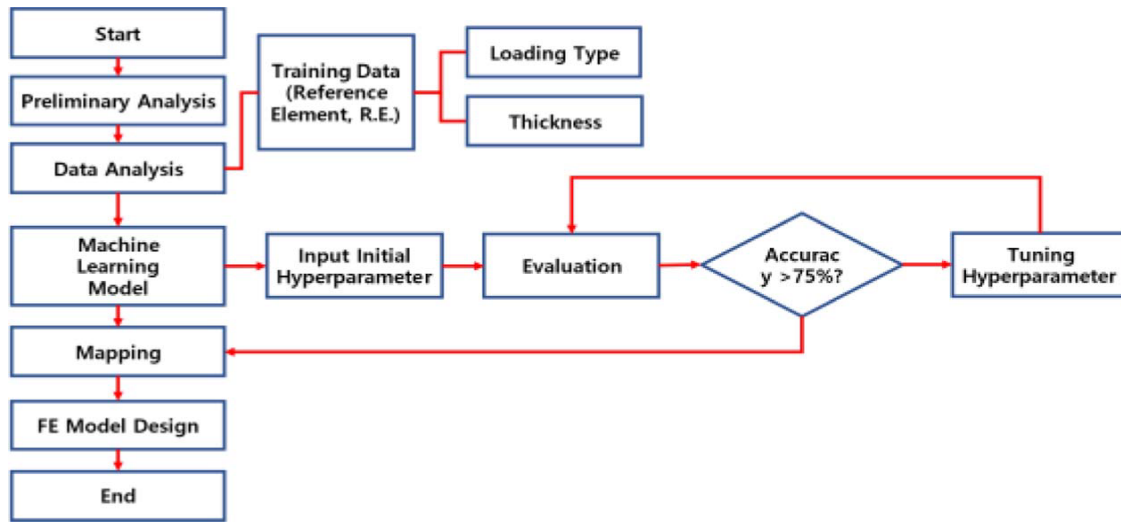 Start
Preliminary Analysis
Data Analysis
Training Data
(Reference
Element, R.E.)
Loading Type
Thickness
Machine
Learning
Model
Input Initial
Hyperparameter
Evaluation
Accurac
y >75%?
Tuning
Hyperparameter
Mapping
FE Model Design
End